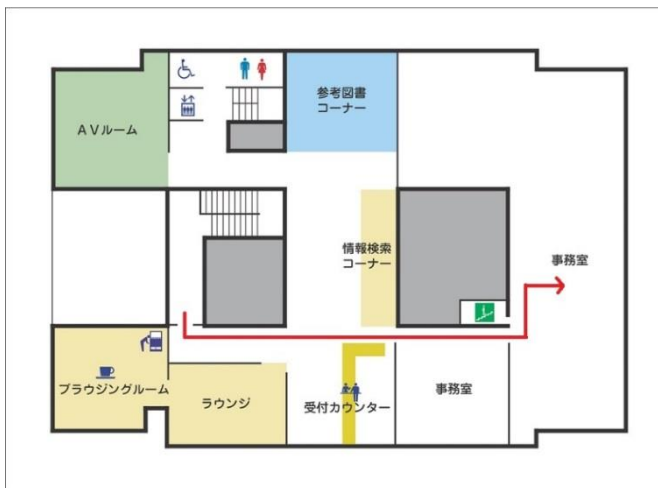 AVルーム
参考図書
コーナー
情報検索
コーナー
事務室
ブラウジングルーム
ラウンジ
受付カウンター
事務室